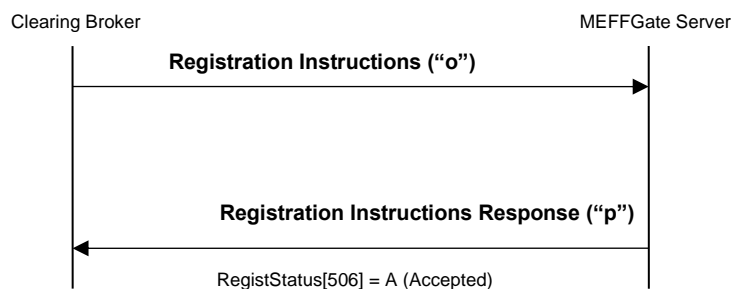 Clearing Broker
MEFFGate Server
Registration Instructions (“o”)
Registration Instructions Response (“p”)
RegistStatus[506] = A (Accepted)